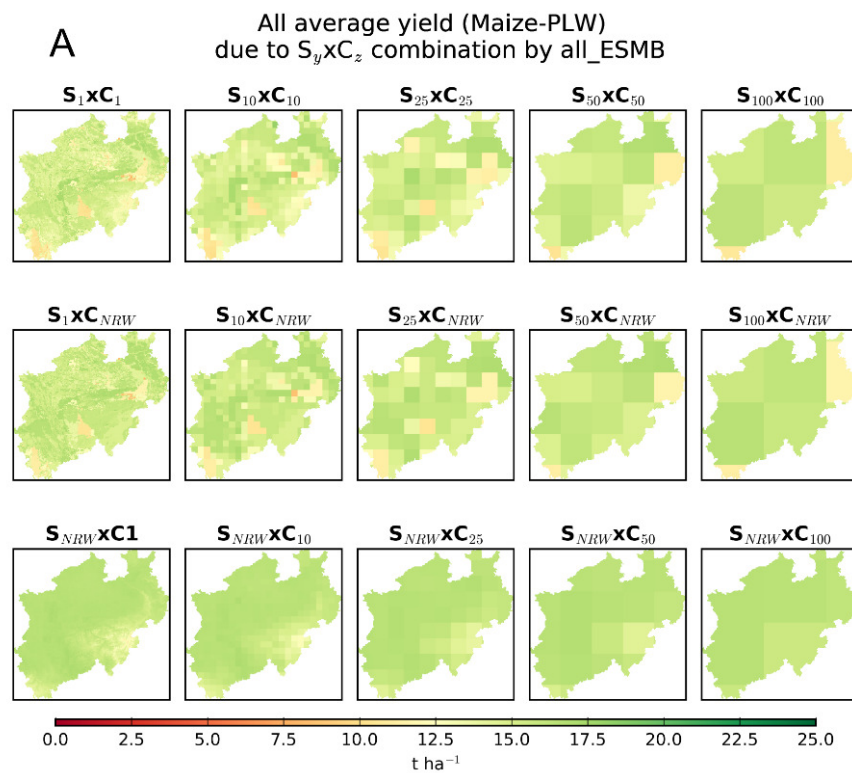 A
All average yield (Maize-PLW)
due to SyxCz combination by all_ESMB
S1xC1 S10xC10 S25xC25 S50xC50 S100xC100
S1xCNRW S10xCNRW S25xCNRW S50xCNRW S100xCNRW
SNRWxC1 SNRWxC10 SNRWxC25 SNRWxC50 SNRWxC100
0.0 2.5 5.0 7.5 10.0 12.5 15.0 17.5 20.0 22.5 25.0
t ha⁻¹